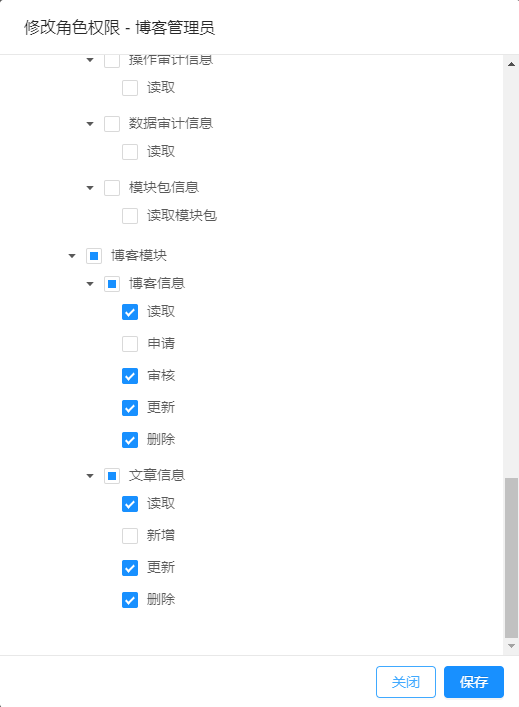 修改角色权限 - 博客管理员
操作审计信息
读取
数据审计信息
读取
模块包信息
读取模块包
博客模块
博客信息
读取
申请
审核
更新
删除
文章信息
读取
新增
更新
删除
关闭
保存